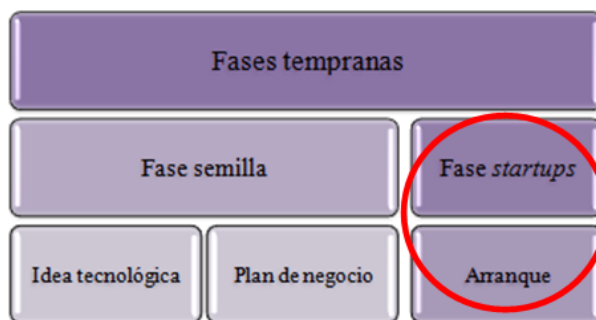 Fases tempranas
Fase semilla
Fase startups
Idea tecnológica
Plan de negocio
Arranque